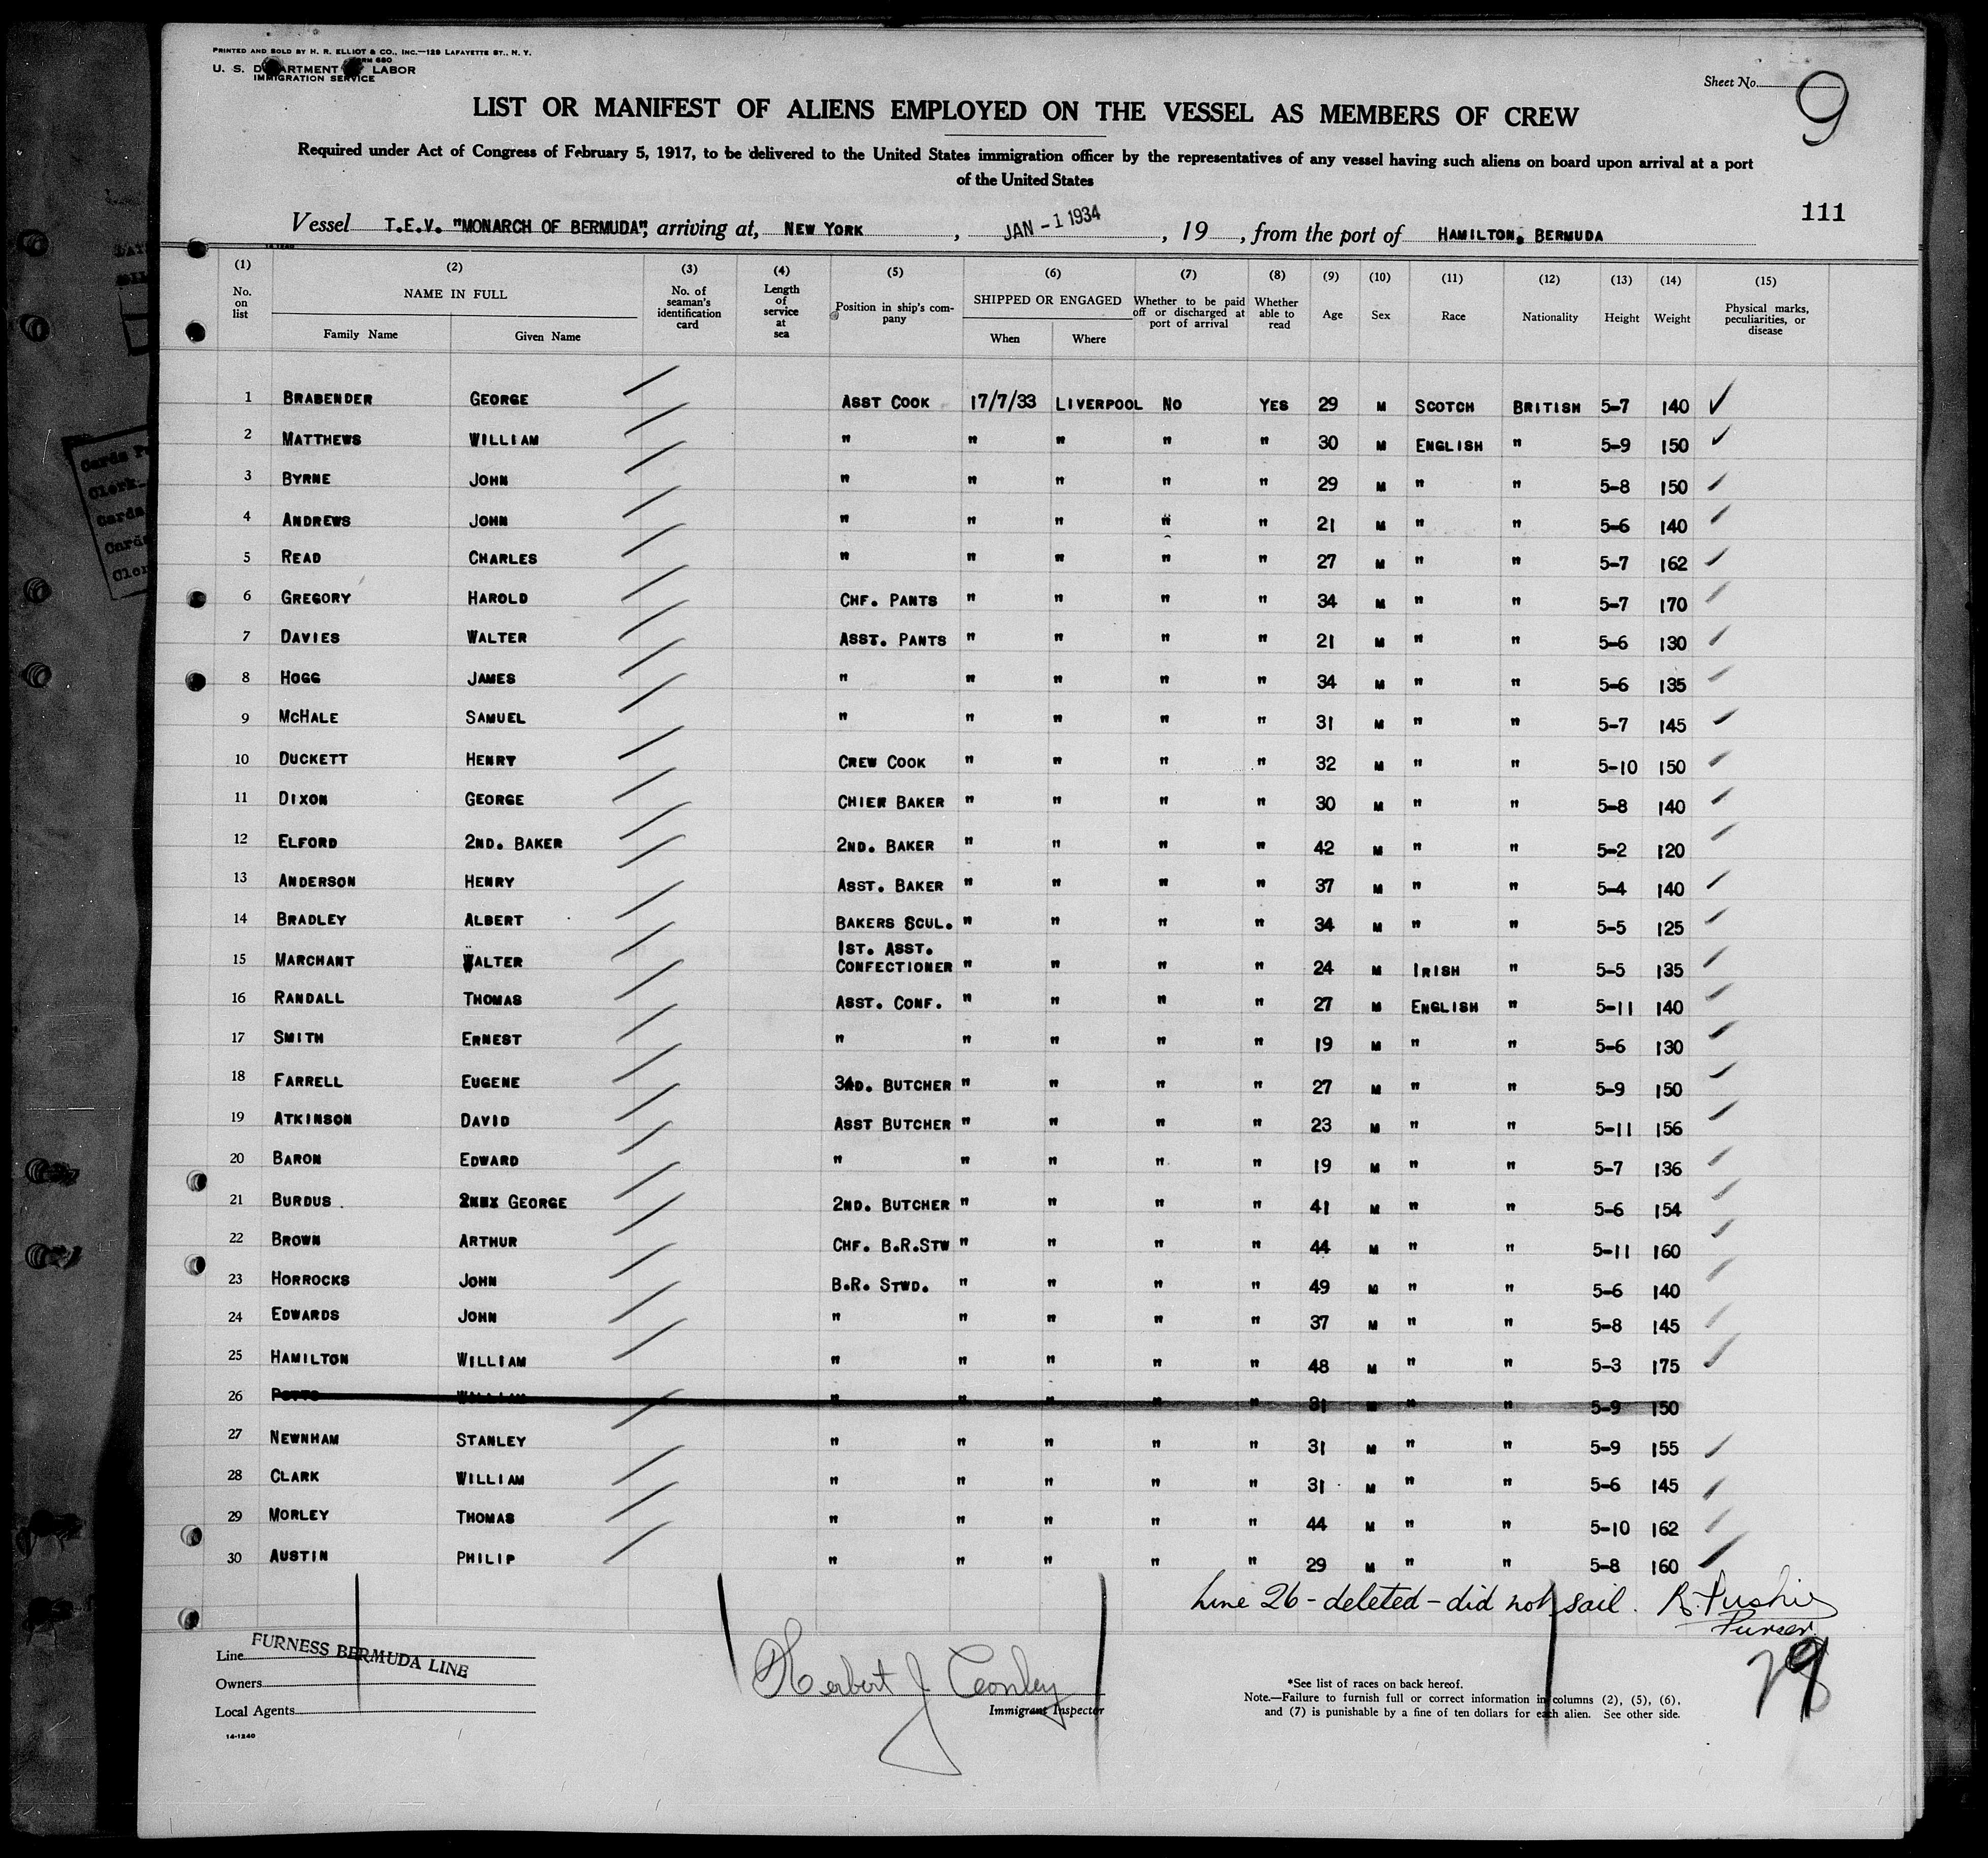 PRINTED AND SOLD BY H. R. ELLIOT & CO., INC.—129 LAFAYETTE ST., N. Y.
FORM 680
U. S. DEPARTMENT OF LABOR
IMMIGRATION SERVICE
Sheet No. 9
LIST OR MANIFEST OF ALIENS EMPLOYED ON THE VESSEL AS MEMBERS OF CREW
Required under Act of Congress of February 5, 1917, to be delivered to the United States immigration officer by the representatives of any vessel having such aliens on board upon arrival at a port
of the United States
111
Vessel T.E.V. "MONARCH OF BERMUDA", arriving at, NEW YORK, JAN -1 1934, 19, from the port of HAMILTON, BERMUDA
(1) (2) (3) (4) (5) (6) (7) (8) (9) (10) (11) (12) (13) (14) (15)
No. on list NAME IN FULL Family Name Given Name No. of seaman's identification card Length of service at sea Position in ship's company SHIPPED OR ENGAGED When Where Whether to be paid off or discharged at port of arrival Whether able to read Age Sex Race Nationality Height Weight Physical marks, peculiarities, or disease
1 BRABENDER GEORGE ASST COOK 17/7/33 LIVERPOOL NO YES 29 M SCOTCH BRITISH 5-7 140
2 MATTHEWS WILLIAM " " " " " 30 M ENGLISH " 5-9 150
3 BYRNE JOHN " " " " " 29 M " " 5-8 150
4 ANDREWS JOHN " " " " " 21 M " " 5-6 140
5 READ CHARLES " " " " " 27 M " " 5-7 162
6 GREGORY HAROLD CHF. PANTS " " " " 34 M " " 5-7 170
7 DAVIES WALTER ASST. PANTS " " " " 21 M " " 5-6 130
8 HOGG JAMES " " " " " 34 M " " 5-6 135
9 MCHALE SAMUEL " " " " " 31 M " " 5-7 145
10 DUCKETT HENRY CREW COOK " " " " 32 M " " 5-10 150
11 DIXON GEORGE CHIER BAKER " " " " 30 M " " 5-8 140
12 ELFORD 2ND. BAKER 2ND. BAKER " " " " 42 M " " 5-2 120
13 ANDERSON HENRY ASST. BAKER " " " " 37 M " " 5-4 140
14 BRADLEY ALBERT BAKERS SCUL. " " " " 34 M " " 5-5 125
15 MARCHANT WALTER 1ST. ASST. CONFECTIONER " " " " 24 M IRISH " 5-5 135
16 RANDALL THOMAS ASST. CONF. " " " " 27 M ENGLISH " 5-11 140
17 SMITH ERNEST " " " " " 19 M " " 5-6 130
18 FARRELL EUGENE 3RD. BUTCHER " " " " 27 M " " 5-9 150
19 ATKINSON DAVID ASST BUTCHER " " " " 23 M " " 5-11 156
20 BARON EDWARD " " " " " 19 M " " 5-7 136
21 BURDUS GEORGE 2ND. BUTCHER " " " " 41 M " " 5-6 154
22 BROWN ARTHUR CHF. B.R.STW " " " " 44 M " " 5-11 160
23 HORROCKS JOHN B.R. STWD. " " " " 49 M " " 5-6 140
24 EDWARDS JOHN " " " " " 37 M " " 5-8 145
25 HAMILTON WILLIAM " " " " " 48 M " " 5-3 175
26 POTTS WILLIAM " " " " " 31 M " " 5-9 150
27 NEWNHAM STANLEY " " " " " 31 M " " 5-9 155
28 CLARK WILLIAM " " " " " 31 M " " 5-6 145
29 MORLEY THOMAS " " " " " 44 M " " 5-10 162
30 AUSTIN PHILIP " " " " " 29 M " " 5-8 160
Line 26 - deleted - did not sail.
Purser.
Line FURNESS BERMUDA LINE
Owners
Local Agents
14-1240
Herbert J Conley
Immigrant Inspector
*See list of races on back hereof.
Note.—Failure to furnish full or correct information in columns (2), (5), (6),
and (7) is punishable by a fine of ten dollars for each alien. See other side.